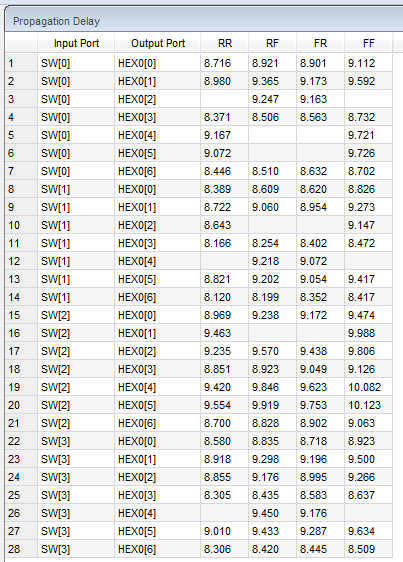 Propagation Delay
Input Port Output Port RR RF FR FF
1 SW[0] HEX0[0] 8.716 8.921 8.901 9.112
2 SW[0] HEX0[1] 8.980 9.365 9.173 9.592
3 SW[0] HEX0[2] 9.247 9.163
4 SW[0] HEX0[3] 8.371 8.506 8.563 8.732
5 SW[0] HEX0[4] 9.167 9.721
6 SW[0] HEX0[5] 9.072 9.726
7 SW[0] HEX0[6] 8.446 8.510 8.632 8.702
8 SW[1] HEX0[0] 8.389 8.609 8.620 8.826
9 SW[1] HEX0[1] 8.722 9.060 8.954 9.273
10 SW[1] HEX0[2] 8.643 9.147
11 SW[1] HEX0[3] 8.166 8.254 8.402 8.472
12 SW[1] HEX0[4] 9.218 9.072
13 SW[1] HEX0[5] 8.821 9.202 9.054 9.417
14 SW[1] HEX0[6] 8.120 8.199 8.352 8.417
15 SW[2] HEX0[0] 8.969 9.238 9.172 9.474
16 SW[2] HEX0[1] 9.463 9.988
17 SW[2] HEX0[2] 9.235 9.570 9.438 9.806
18 SW[2] HEX0[3] 8.851 8.923 9.049 9.126
19 SW[2] HEX0[4] 9.420 9.846 9.623 10.082
20 SW[2] HEX0[5] 9.554 9.919 9.753 10.123
21 SW[2] HEX0[6] 8.700 8.828 8.902 9.063
22 SW[3] HEX0[0] 8.580 8.835 8.718 8.923
23 SW[3] HEX0[1] 8.918 9.298 9.196 9.500
24 SW[3] HEX0[2] 8.855 9.176 8.995 9.266
25 SW[3] HEX0[3] 8.305 8.435 8.583 8.637
26 SW[3] HEX0[4] 9.450 9.176
27 SW[3] HEX0[5] 9.010 9.433 9.287 9.634
28 SW[3] HEX0[6] 8.306 8.420 8.445 8.509